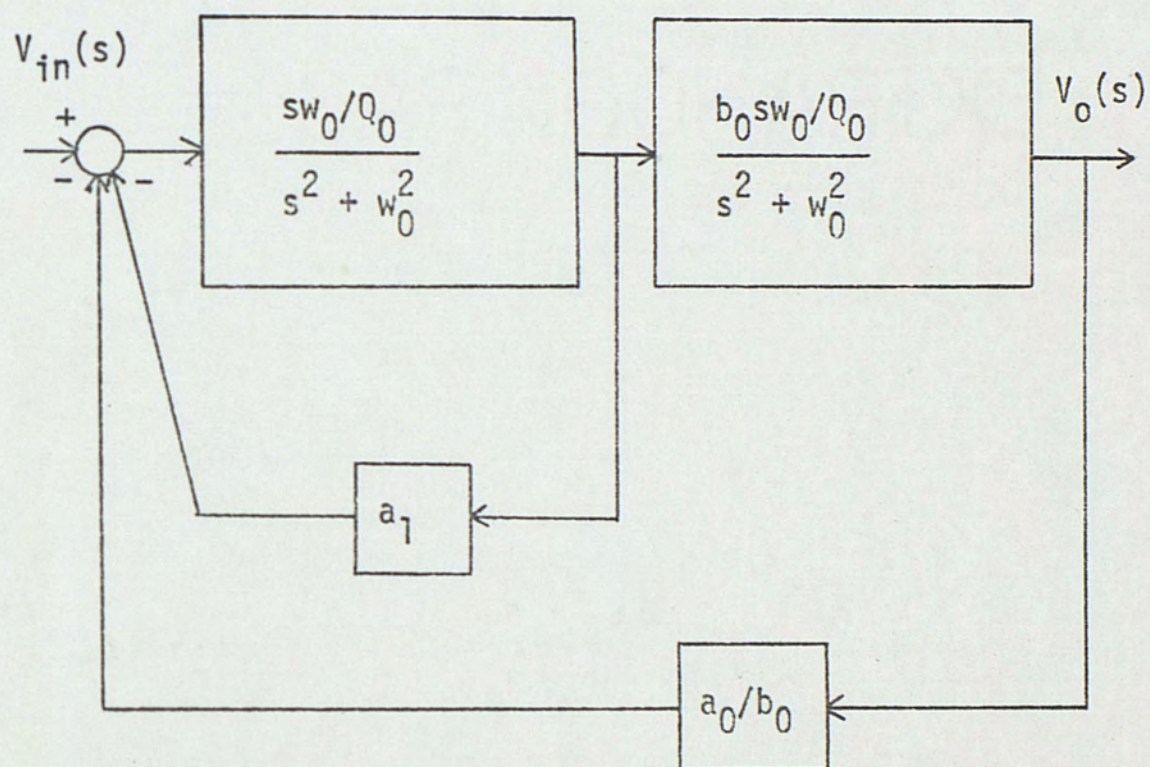 V_in(s)
+
- -
sw_0/Q_0
s^2 + w_0^2
b_0sw_0/Q_0
s^2 + w_0^2
V_o(s)
a_1
a_0/b_0